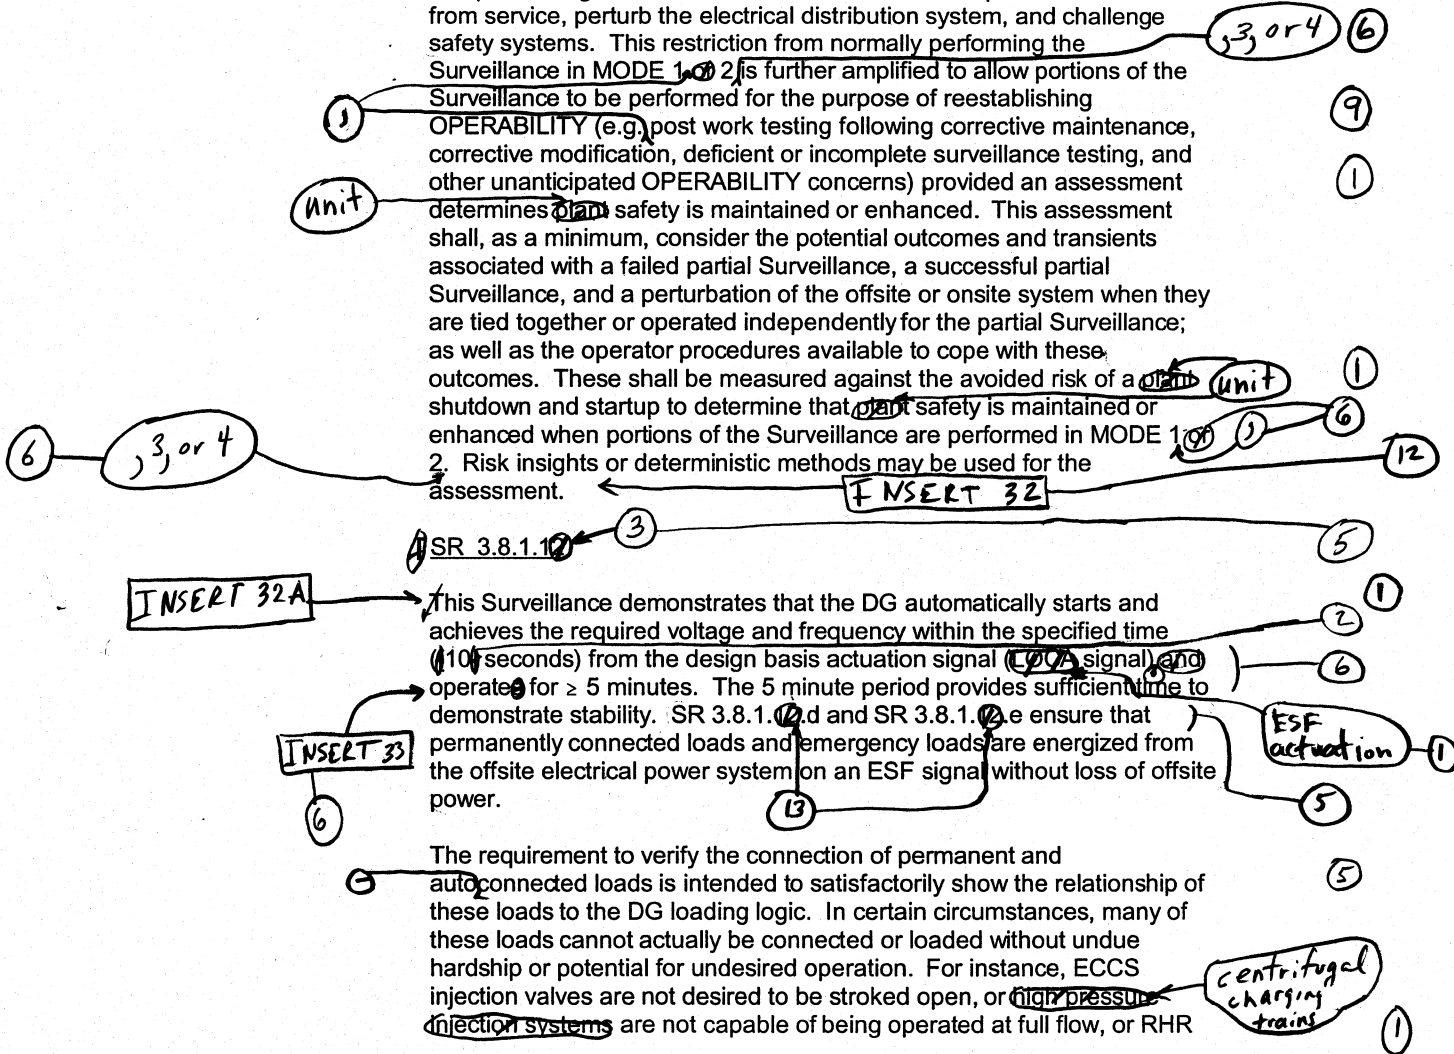 from service, perturb the electrical distribution system, and challenge
safety systems. This restriction from normally performing the
, 3, or 4
6
Surveillance in MODE 1 or 2 is further amplified to allow portions of the
Surveillance to be performed for the purpose of reestablishing
9
,
OPERABILITY (e.g. post work testing following corrective maintenance,
corrective modification, deficient or incomplete surveillance testing, and
other unanticipated OPERABILITY concerns) provided an assessment
1
unit
determines plant safety is maintained or enhanced. This assessment
shall, as a minimum, consider the potential outcomes and transients
associated with a failed partial Surveillance, a successful partial
Surveillance, and a perturbation of the offsite or onsite system when they
are tied together or operated independently for the partial Surveillance;
as well as the operator procedures available to cope with these
outcomes. These shall be measured against the avoided risk of a plant
unit
1
shutdown and startup to determine that plant safety is maintained or
enhanced when portions of the Surveillance are performed in MODE 1 or
,
6
6
, 3, or 4
2. Risk insights or deterministic methods may be used for the
12
assessment.
INSERT 32
SR 3.8.1.12
3
5
INSERT 32A
This Surveillance demonstrates that the DG automatically starts and
1
achieves the required voltage and frequency within the specified time
2
(10 seconds) from the design basis actuation signal (LOCA signal) and
6
operates for ≥ 5 minutes. The 5 minute period provides sufficient time to
demonstrate stability. SR 3.8.1.12.d and SR 3.8.1.12.e ensure that
ESF
actuation
1
INSERT 33
permanently connected loads and emergency loads are energized from
the offsite electrical power system on an ESF signal without loss of offsite
power.
6
13
5
The requirement to verify the connection of permanent and
-
autoconnected loads is intended to satisfactorily show the relationship of
5
these loads to the DG loading logic. In certain circumstances, many of
these loads cannot actually be connected or loaded without undue
hardship or potential for undesired operation. For instance, ECCS
injection valves are not desired to be stroked open, or high pressure
centrifugal
charging
trains
injection systems are not capable of being operated at full flow, or RHR
1